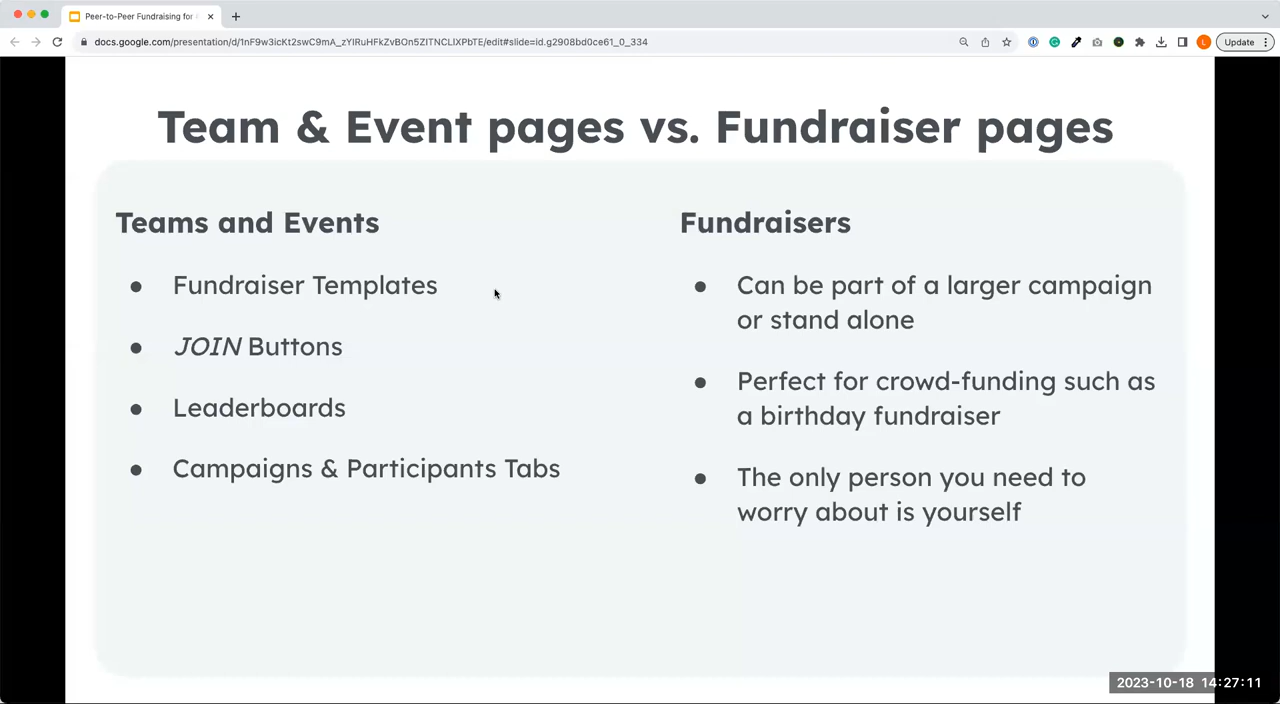 Peer-to-Peer Fundraising for
docs.google.com/presentation/d/1nF9w3icKt2swC9mA_zYlRuHFkZvBOn5ZITNCLIXPbTE/edit#slide=id.g2908bd0ce61_0_334
L
Update
Team & Event pages vs. Fundraiser pages
Teams and Events
● Fundraiser Templates
● JOIN Buttons
● Leaderboards
● Campaigns & Participants Tabs
Fundraisers
● Can be part of a larger campaign
or stand alone
● Perfect for crowd-funding such as
a birthday fundraiser
● The only person you need to
worry about is yourself
2023-10-18 14:27:11